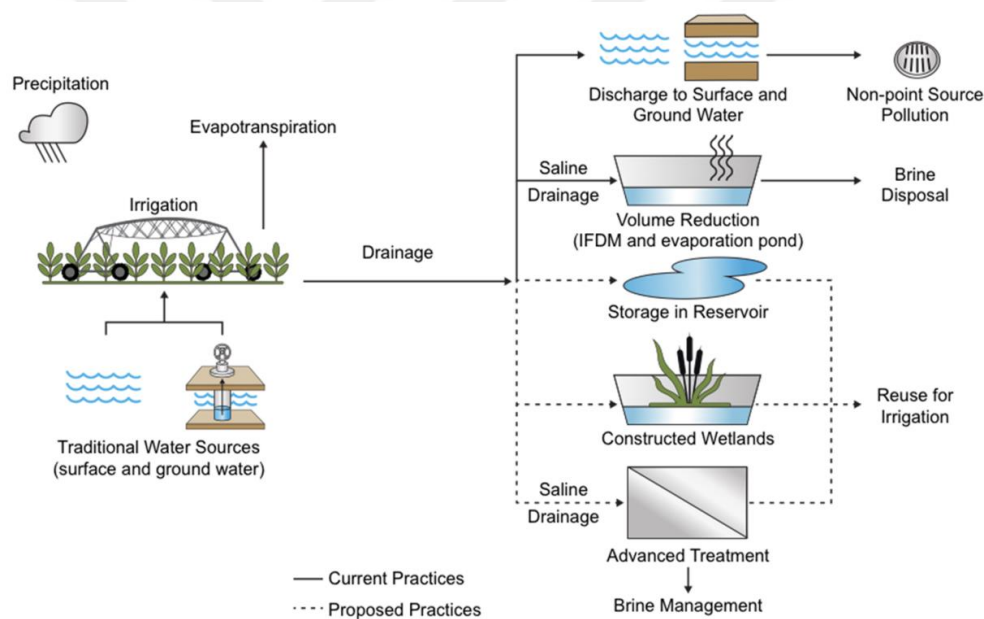 Precipitation
Evapotranspiration
Irrigation
Drainage
Traditional Water Sources
(surface and ground water)
Discharge to Surface and
Ground Water
Non-point Source
Pollution
Saline
Drainage
Volume Reduction
(IFDM and evaporation pond)
Brine
Disposal
Storage in Reservoir
Constructed Wetlands
Reuse for
Irrigation
Saline
Drainage
Advanced Treatment
Brine Management
Current Practices
Proposed Practices